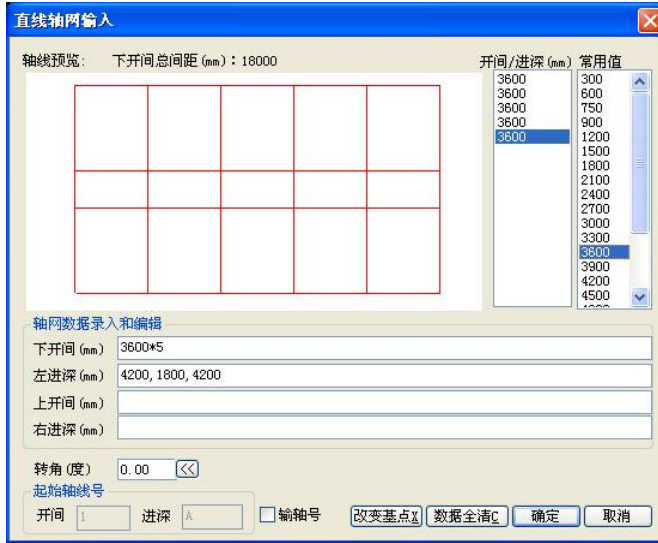 直线轴网输入
轴线预览: 下开间总间距(mm):18000 开间/进深(mm) 常用值
3600
3600
3600
3600
3600
300
600
750
900
1200
1500
1800
2100
2400
2700
3000
3300
3600
3900
4200
4500
轴网数据录入和编辑
下开间(mm) 3600*5
左进深(mm) 4200,1800,4200
上开间(mm)
右进深(mm)
转角(度) 0.00 <<
起始轴线号
开间 1 进深 A 输轴号 改变基点X 数据全清C 确定 取消